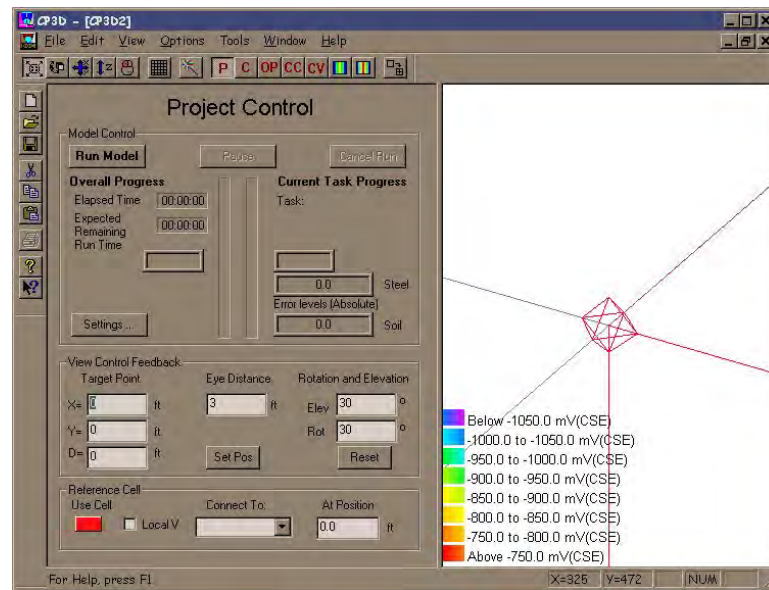 CP3D - [CP3D2]
File Edit View Options Tools Window Help
P C OP CC CV
Project Control
Model Control
Run Model Pause Cancel Run
Overall Progress Current Task Progress
Elapsed Time 00:00:00 Task:
Expected
Remaining 00:00:00
Run Time
0.0 Steel
Error levels (Absolute)
Settings ... 0.0 Soil
View Control Feedback
Target Point Eye Distance Rotation and Elevation
X= 0 ft 3 ft Elev 30 °
Y= 0 ft Rot 30 °
D= 0 ft Set Pos Reset
Reference Cell
Use Cell Connect To: At Position
Local V 0.0 ft
Below -1050.0 mV(CSE)
-1000.0 to -1050.0 mV(CSE)
-950.0 to -1000.0 mV(CSE)
-900.0 to -950.0 mV(CSE)
-850.0 to -900.0 mV(CSE)
-800.0 to -850.0 mV(CSE)
-750.0 to -800.0 mV(CSE)
Above -750.0 mV(CSE)
For Help, press F1 X=325 Y=472 NUM